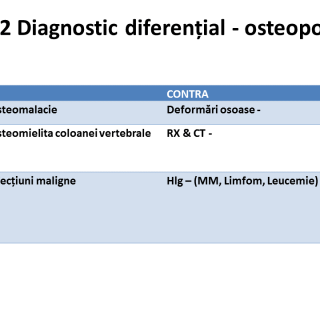 2 Diagnostic diferențial - osteopo
CONTRA
steomalacie Deformări osoase -
steomielita coloanei vertebrale RX & CT -
ecțiuni maligne Hlg – (MM, Limfom, Leucemie)